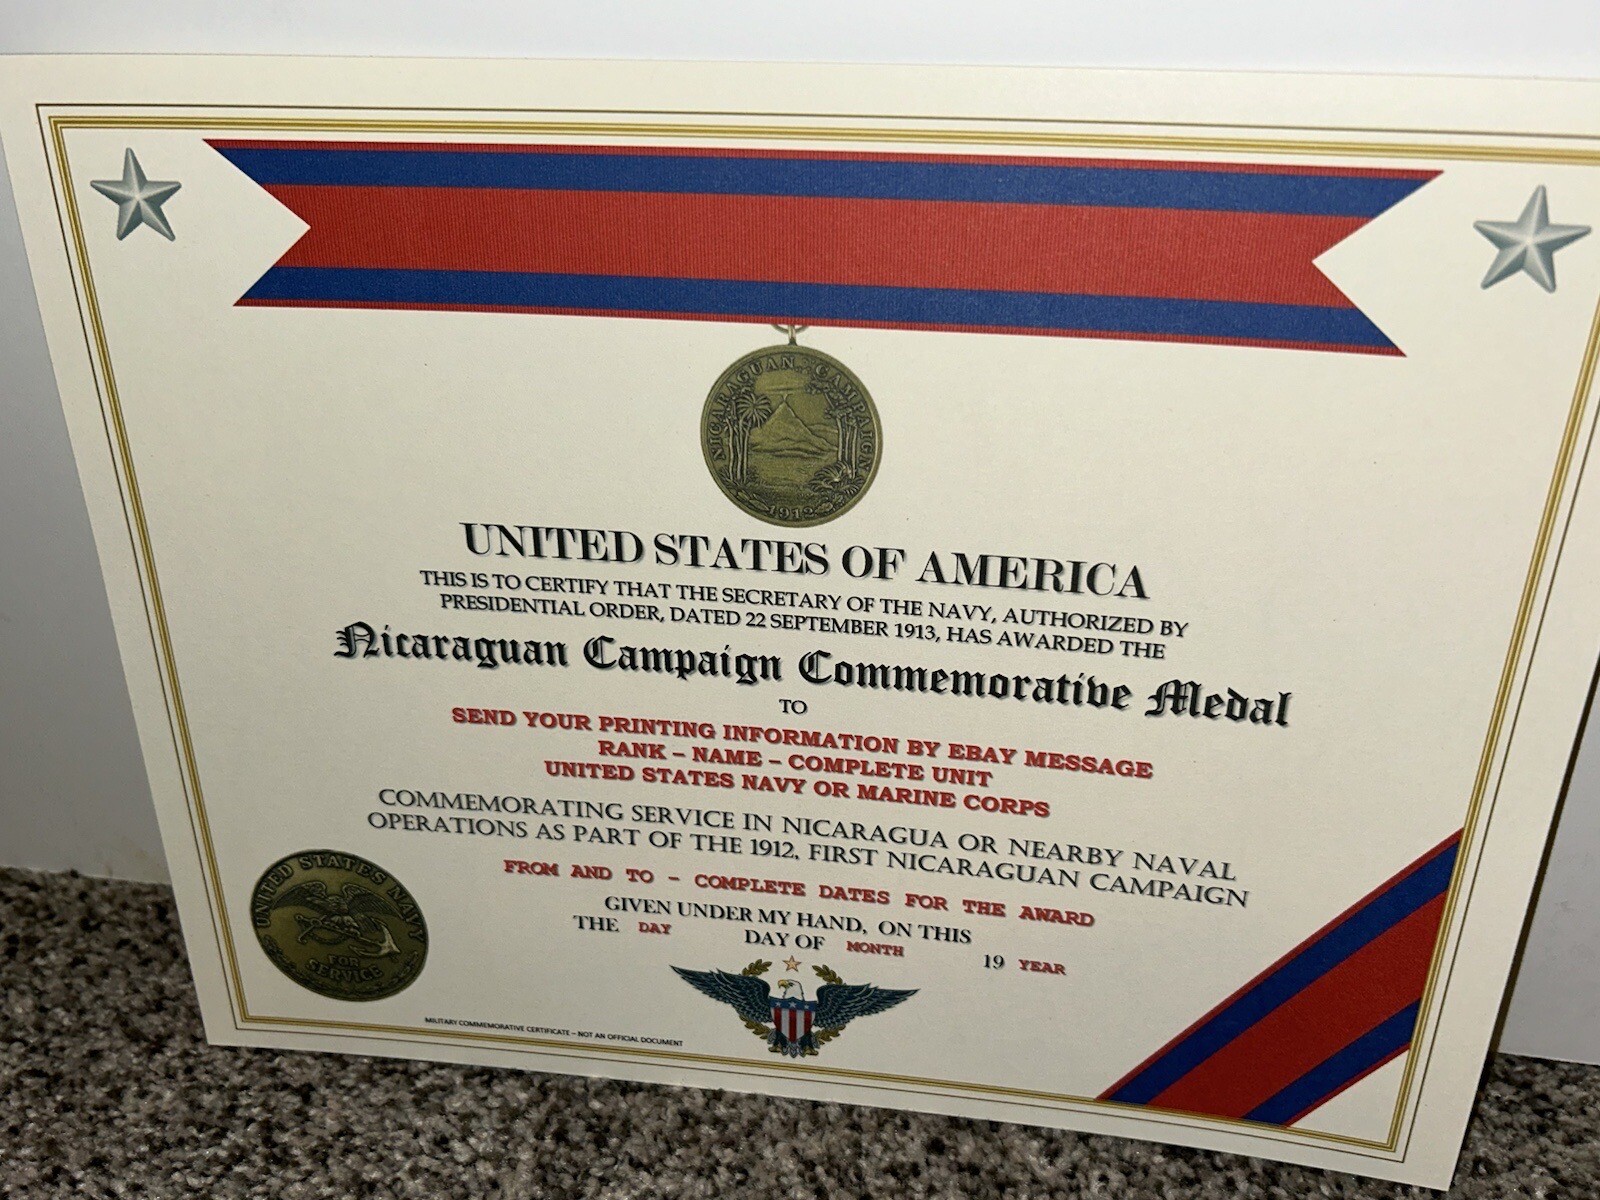 NICARAGUAN CAMPAIGN
1912
UNITED STATES OF AMERICA
THIS IS TO CERTIFY THAT THE SECRETARY OF THE NAVY, AUTHORIZED BY
PRESIDENTIAL ORDER, DATED 22 SEPTEMBER 1913, HAS AWARDED THE
Nicaraguan Campaign Commemorative Medal
TO
SEND YOUR PRINTING INFORMATION BY EBAY MESSAGE
RANK – NAME – COMPLETE UNIT
UNITED STATES NAVY OR MARINE CORPS
COMMEMORATING SERVICE IN NICARAGUA OR NEARBY NAVAL
OPERATIONS AS PART OF THE 1912, FIRST NICARAGUAN CAMPAIGN
FROM AND TO – COMPLETE DATES FOR THE AWARD
GIVEN UNDER MY HAND, ON THIS
THE DAY DAY OF MONTH 19 YEAR
UNITED STATES NAVY
FOR
SERVICE
MILITARY COMMEMORATIVE CERTIFICATE – NOT AN OFFICIAL DOCUMENT